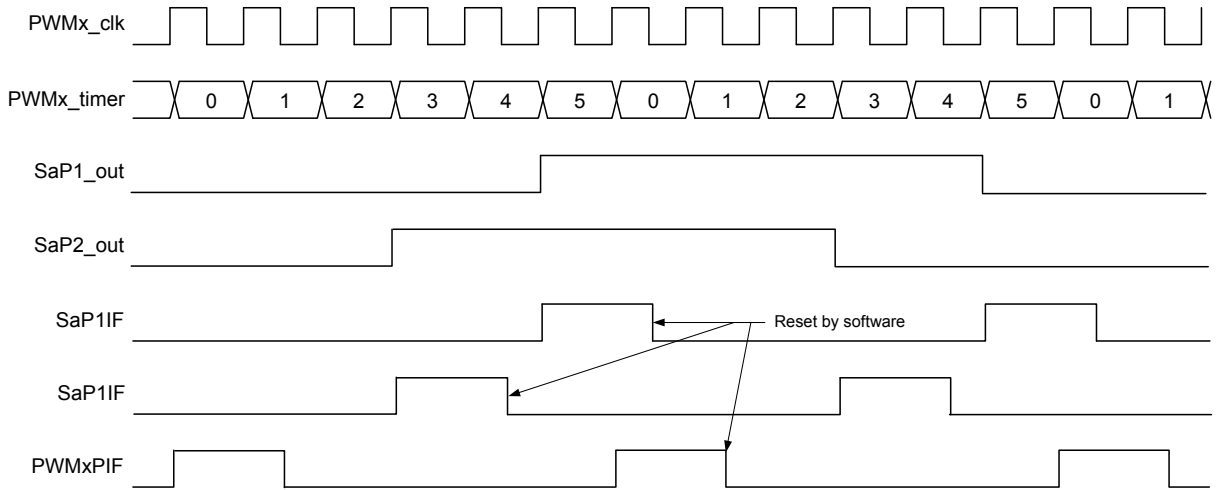 PWMx_clk
PWMx_timer 0 1 2 3 4 5 0 1 2 3 4 5 0 1
SaP1_out
SaP2_out
SaP1IF
Reset by software
SaP1IF
PWMxPIF